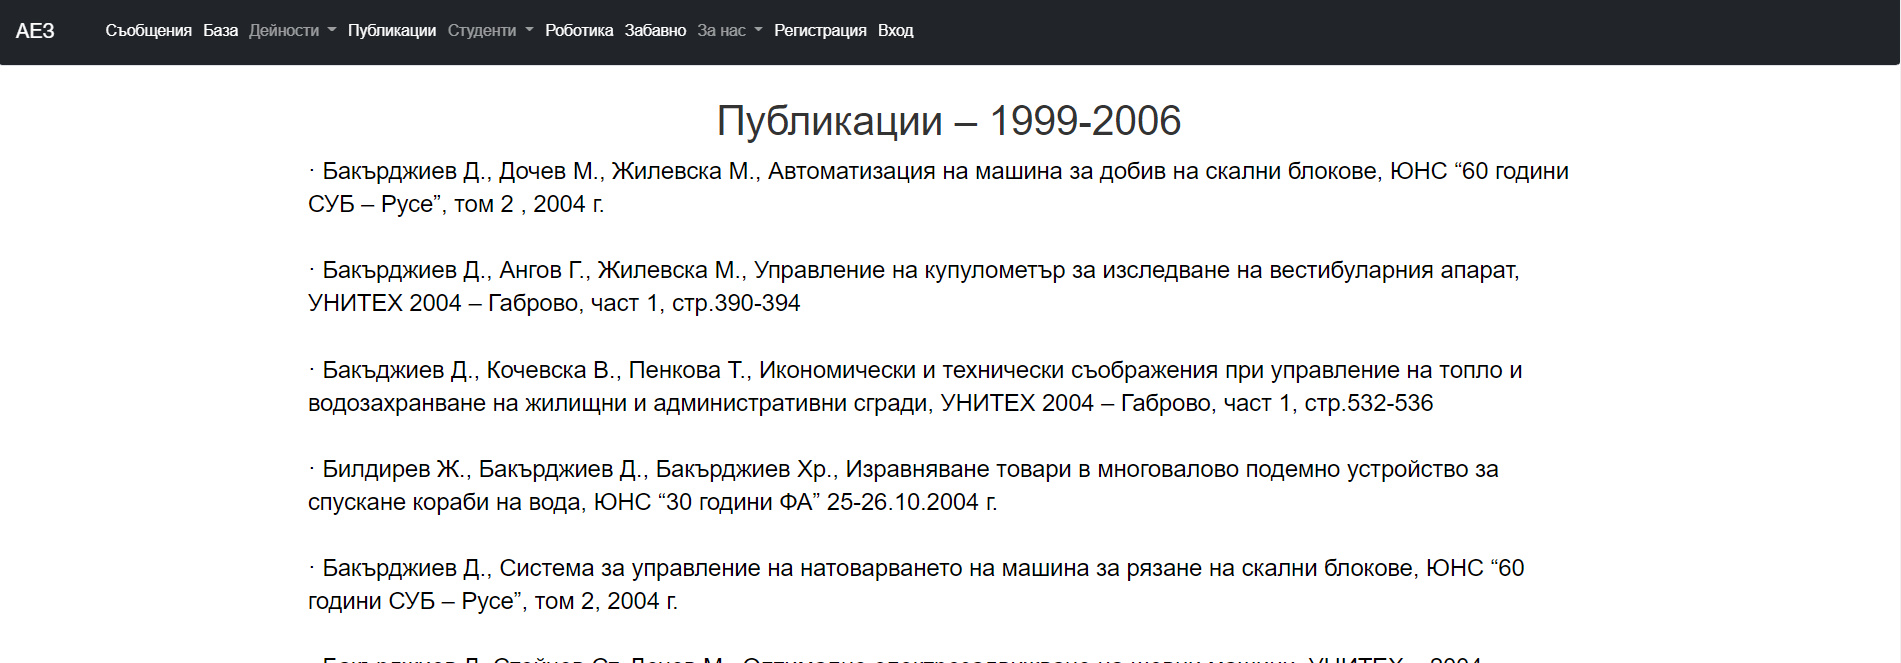 АЕЗ Съобщения База Дейности Публикации Студенти Роботика Забавно За нас Регистрация Вход
Публикации – 1999-2006
· Бакърджиев Д., Дочев М., Жилевска М., Автоматизация на машина за добив на скални блокове, ЮНС “60 години
СУБ – Русе”, том 2 , 2004 г.
· Бакърджиев Д., Ангов Г., Жилевска М., Управление на купулометър за изследване на вестибуларния апарат,
УНИТЕХ 2004 – Габрово, част 1, стр.390-394
· Бакъджиев Д., Кочевска В., Пенкова Т., Икономически и технически съображения при управление на топло и
водозахранване на жилищни и административни сгради, УНИТЕХ 2004 – Габрово, част 1, стр.532-536
· Билдирев Ж., Бакърджиев Д., Бакърджиев Хр., Изравняване товари в многовалово подемно устройство за
спускане кораби на вода, ЮНС “30 години ФА” 25-26.10.2004 г.
· Бакърджиев Д., Система за управление на натоварването на машина за рязане на скални блокове, ЮНС “60
години СУБ – Русе”, том 2, 2004 г.